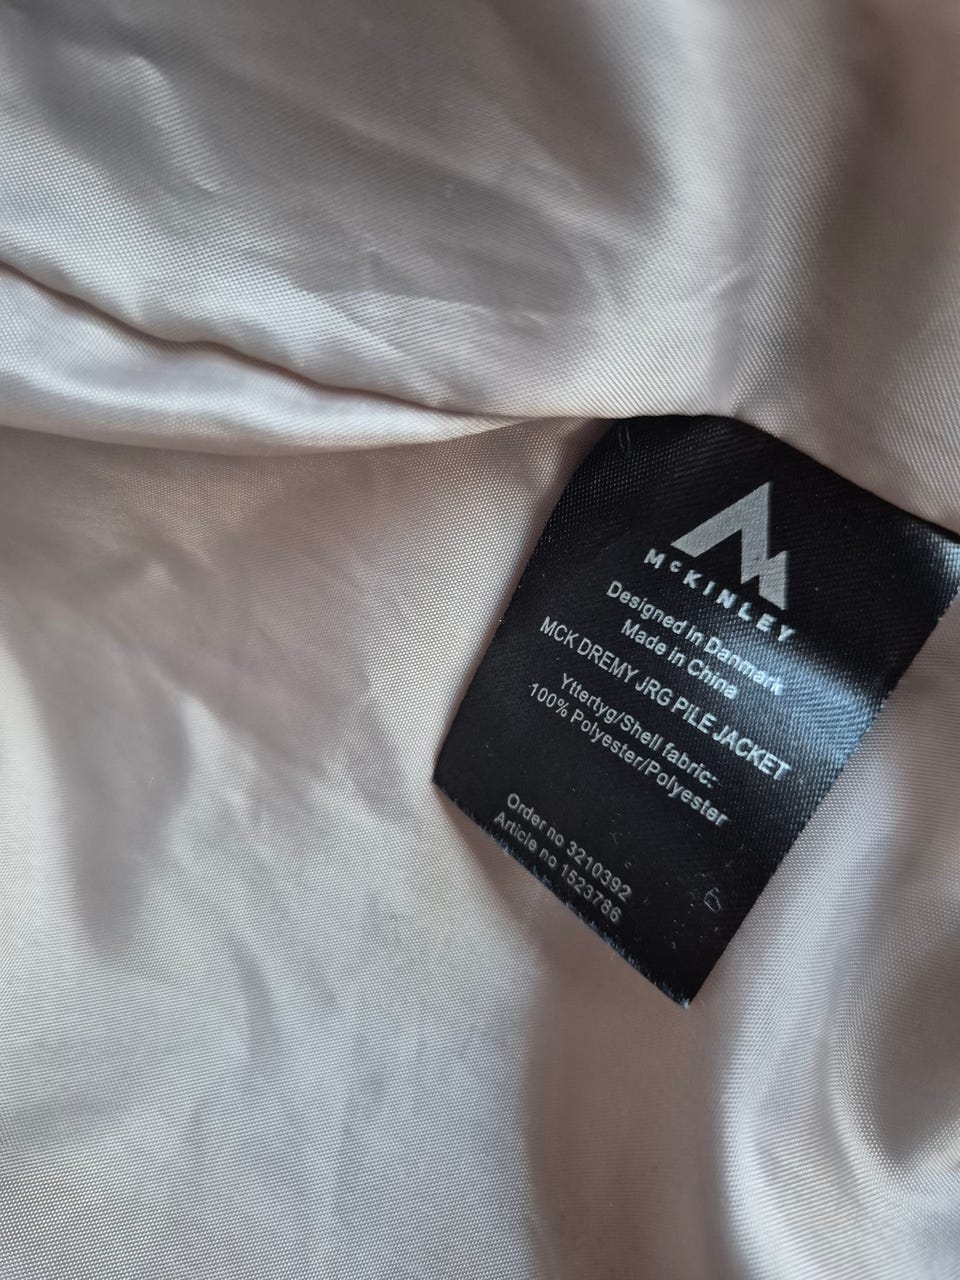 McKINLEY
Designed in Danmark
Made in China
MCK DREMY JRG PILE JACKET
Yttertyg/Shell fabric:
100% Polyester/Polyester
Order no 3210392
Article no 1523786